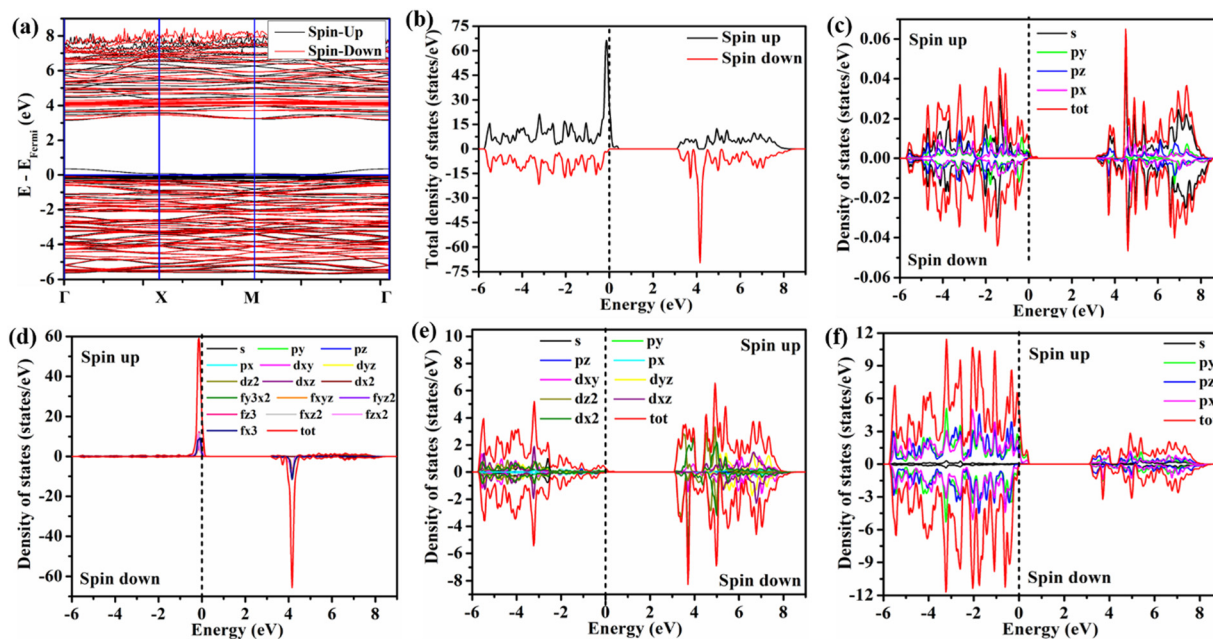 (a)
Spin-Up
Spin-Down
E - E_Fermi (eV)
8
6
4
2
0
-2
-4
-6
Γ X M Γ
(b)
Spin up
Spin down
Total density of states (states/eV)
75
60
45
30
15
0
-15
-30
-45
-60
-75
-6 -4 -2 0 2 4 6 8
Energy (eV)
(c)
Spin up
s
py
pz
px
tot
Spin down
Density of states (states/eV)
0.06
0.04
0.02
0.00
-0.02
-0.04
-0.06
-6 -4 -2 0 2 4 6 8
Energy (eV)
(d)
Spin up
s py pz
px dxy dyz
dz2 dxz dx2
fy3x2 fxyz fyz2
fz3 fxz2 fzx2
fx3 tot
Spin down
Density of states (states/eV)
60
40
20
0
-20
-40
-60
-6 -4 -2 0 2 4 6 8
Energy (eV)
(e)
s py
pz px
dxy dyz
dz2 dxz
dx2 tot
Spin up
Spin down
Density of states (states/eV)
10
8
6
4
2
0
-2
-4
-6
-8
-6 -4 -2 0 2 4 6 8
Energy (eV)
(f)
Spin up
s
py
pz
px
tot
Spin down
Density of states (states/eV)
12
9
6
3
0
-3
-6
-9
-12
-6 -4 -2 0 2 4 6 8
Energy (eV)